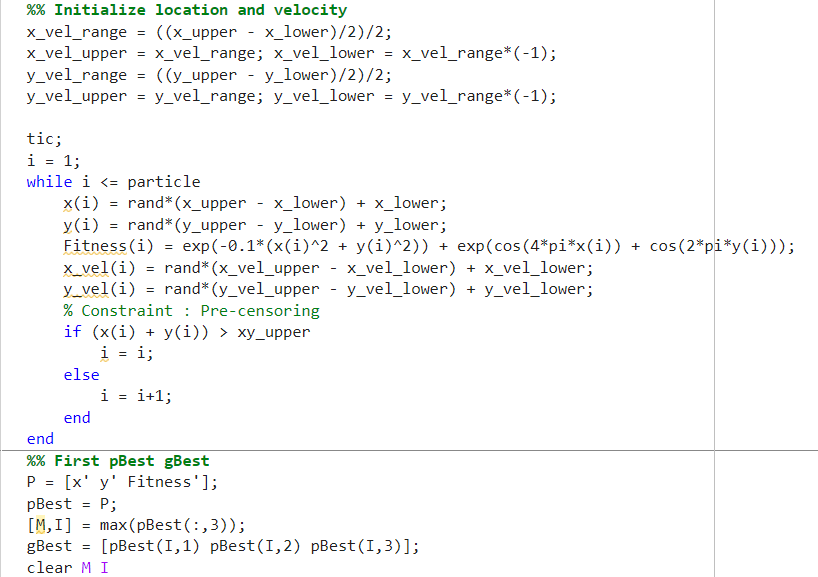 %% Initialize location and velocity
x_vel_range = ((x_upper - x_lower)/2)/2;
x_vel_upper = x_vel_range; x_vel_lower = x_vel_range*(-1);
y_vel_range = ((y_upper - y_lower)/2)/2;
y_vel_upper = y_vel_range; y_vel_lower = y_vel_range*(-1);

tic;
i = 1;
while i <= particle
    x(i) = rand*(x_upper - x_lower) + x_lower;
    y(i) = rand*(y_upper - y_lower) + y_lower;
    Fitness(i) = exp(-0.1*(x(i)^2 + y(i)^2)) + exp(cos(4*pi*x(i)) + cos(2*pi*y(i)));
    x_vel(i) = rand*(x_vel_upper - x_vel_lower) + x_vel_lower;
    y_vel(i) = rand*(y_vel_upper - y_vel_lower) + y_vel_lower;
    % Constraint : Pre-censoring
    if (x(i) + y(i)) > xy_upper
        i = i;
    else
        i = i+1;
    end
end
%% First pBest gBest
P = [x' y' Fitness'];
pBest = P;
[M,I] = max(pBest(:,3));
gBest = [pBest(I,1) pBest(I,2) pBest(I,3)];
clear M I